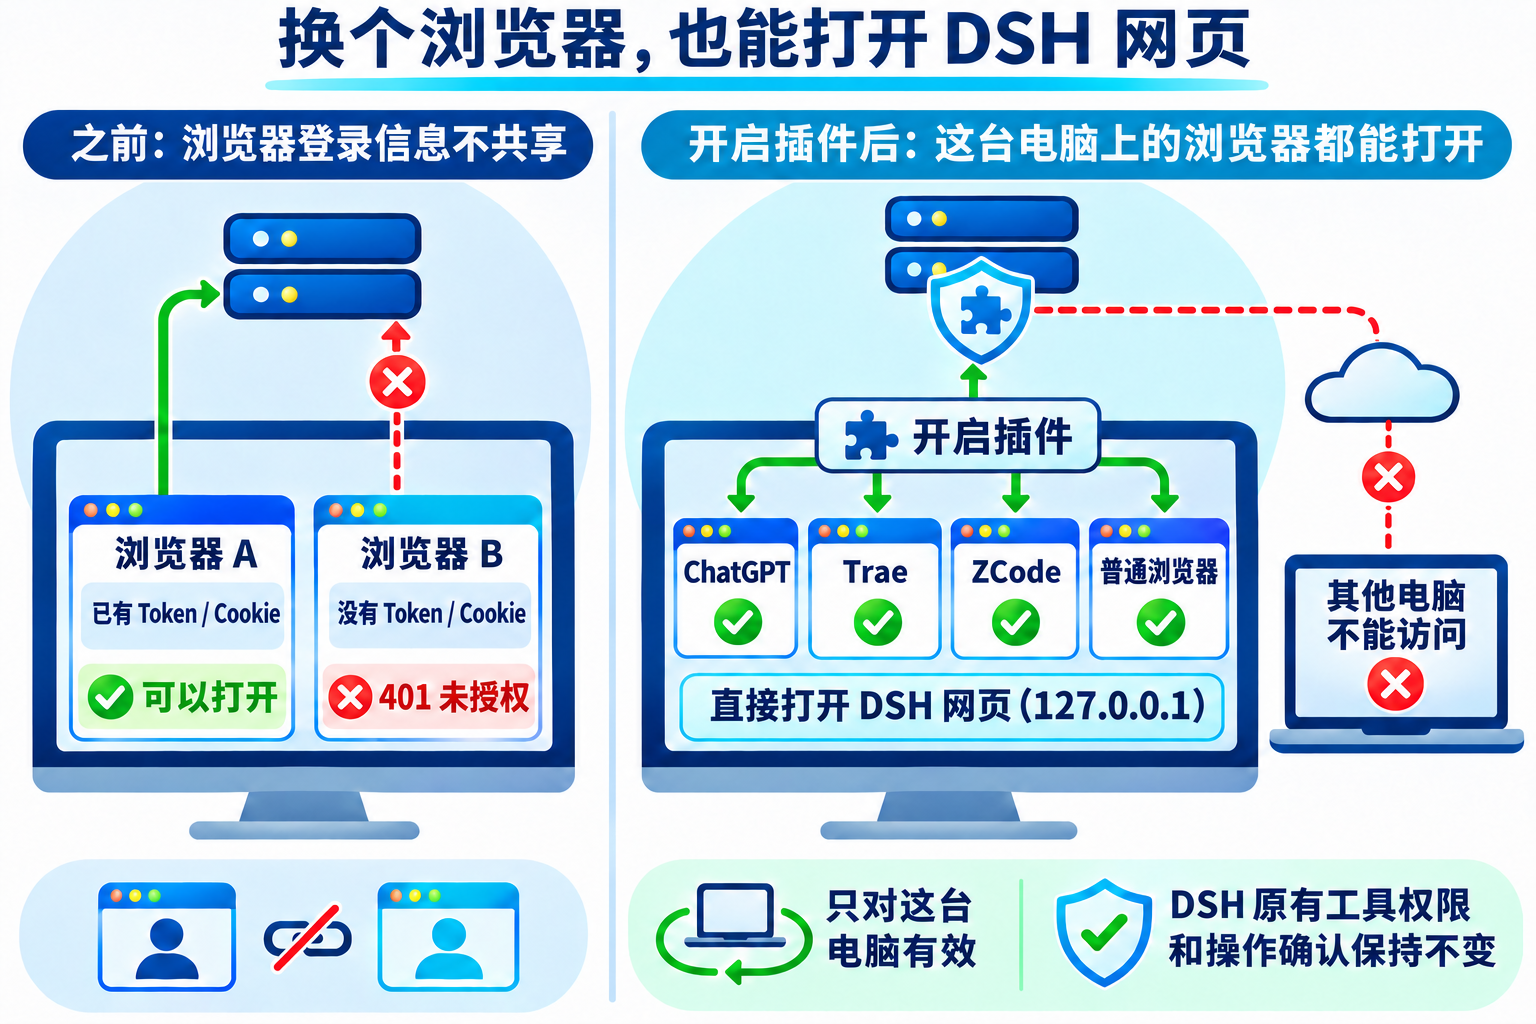 换个浏览器，也能打开 DSH 网页
之前：浏览器登录信息不共享
浏览器 A
已有 Token / Cookie
可以打开
浏览器 B
没有 Token / Cookie
401 未授权
开启插件后：这台电脑上的浏览器都能打开
开启插件
ChatGPT
Trae
ZCode
普通浏览器
直接打开 DSH 网页（127.0.0.1）
其他电脑
不能访问
只对这台
电脑有效
DSH 原有工具权限
和操作确认保持不变